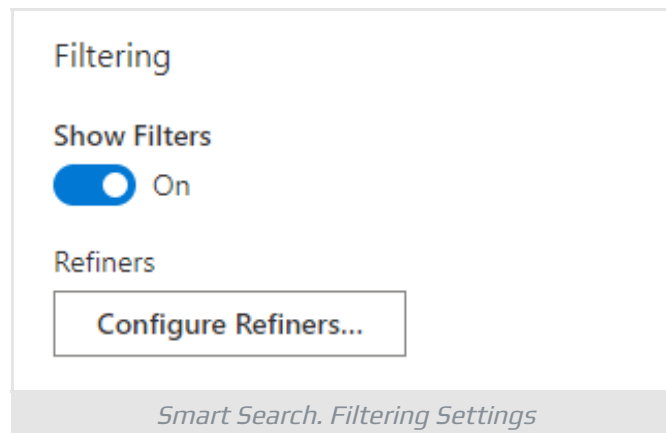 Filtering
Show Filters
On
Refiners
Configure Refiners...
Smart Search. Filtering Settings